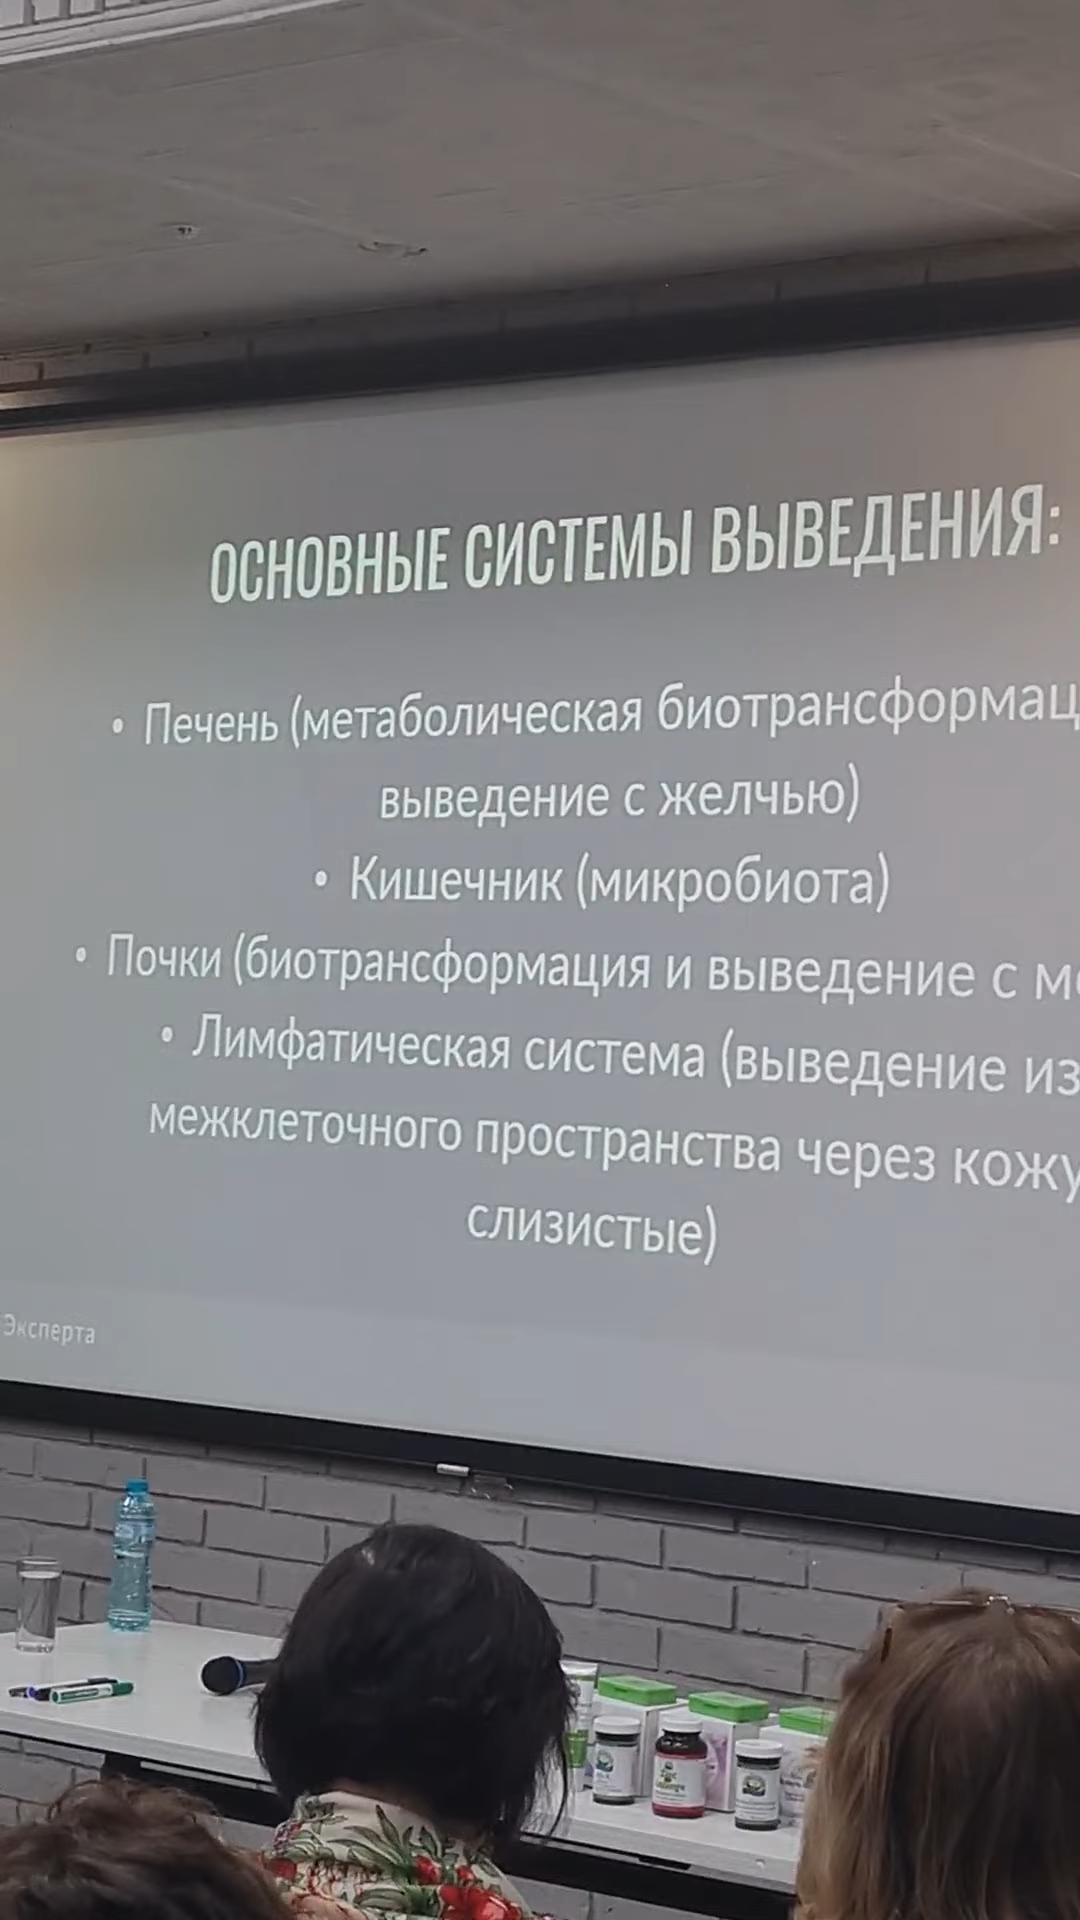 ОСНОВНЫЕ СИСТЕМЫ ВЫВЕДЕНИЯ:
• Печень (метаболическая биотрансформац
выведение с желчью)
• Кишечник (микробиота)
• Почки (биотрансформация и выведение с м
• Лимфатическая система (выведение из
межклеточного пространства через кожу
слизистые)
Эксперта